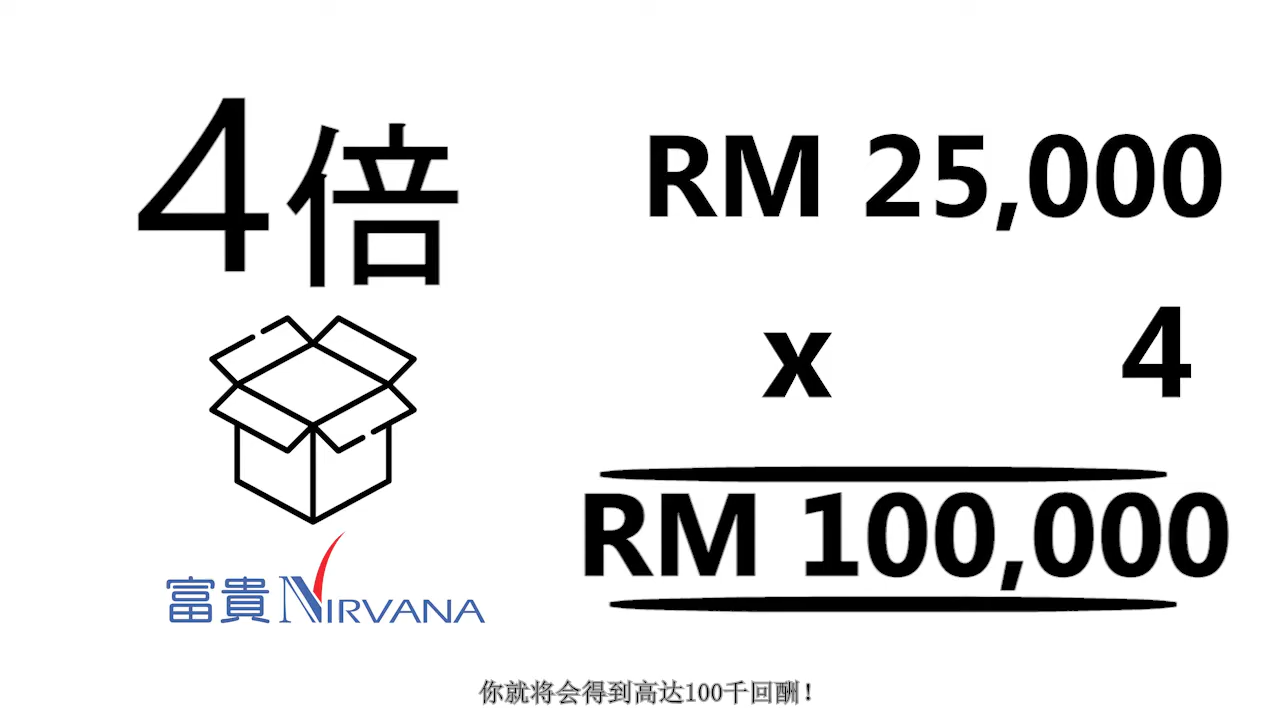 4倍
富貴 NIRVANA
RM 25,000
x 4
RM 100,000
你就将会得到高达100千回酬！